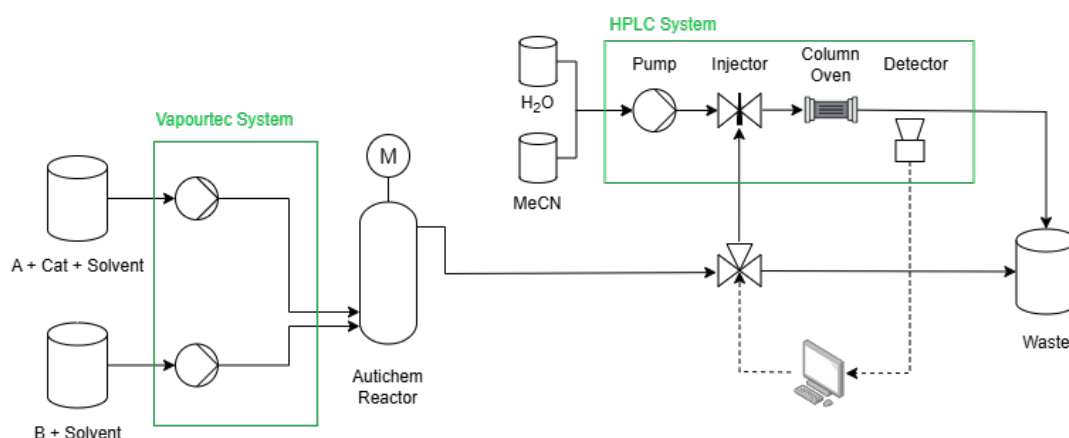 HPLC System
Pump
Injector
Column
Oven
Detector
H₂O
MeCN
Vapourtec System
M
A + Cat + Solvent
B + Solvent
Autichem
Reactor
Waste